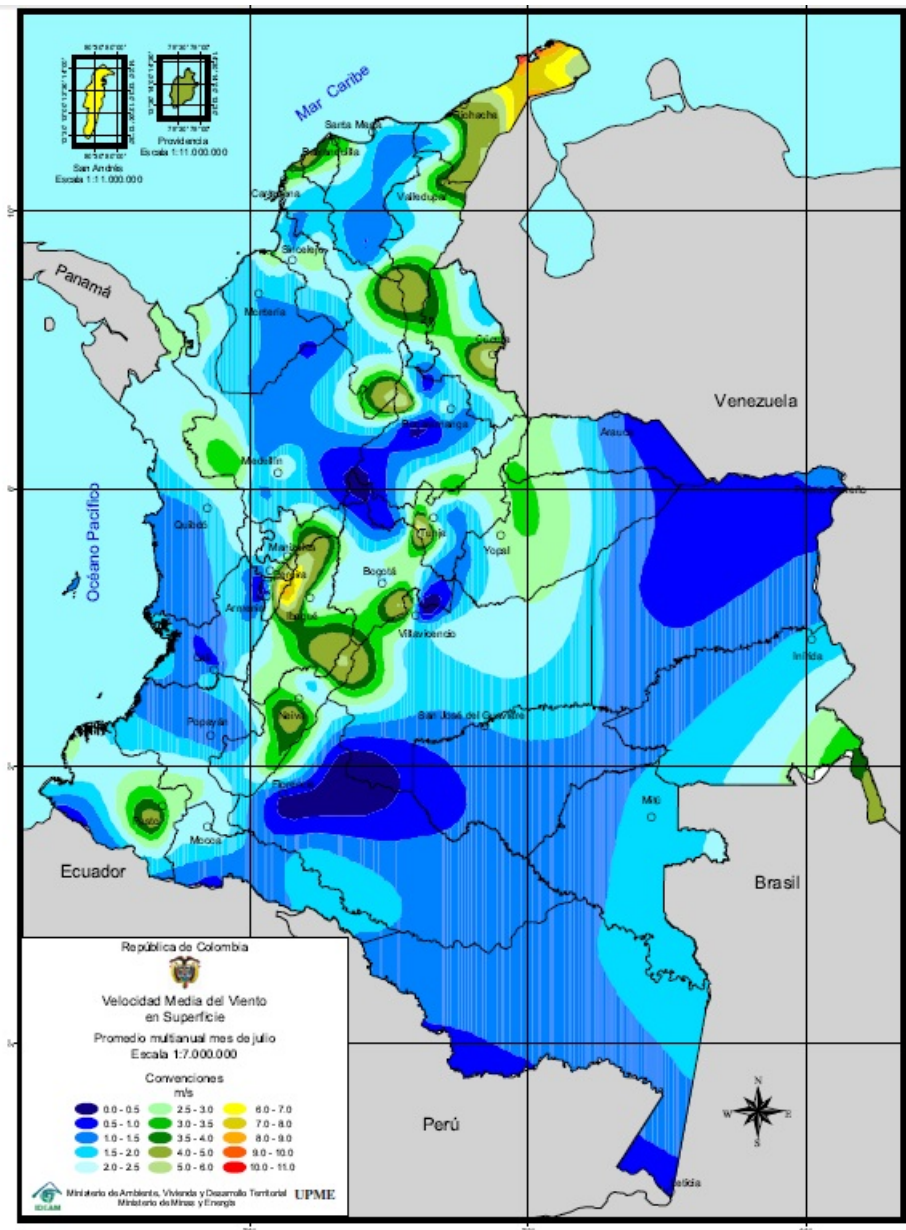 Mar Caribe
San Andrés
Escala 1:11.000.000
Providencia
Escala 1:11.000.000
Santa Marta
Barranquilla
Riohacha
Cartagena
Valledupar
Sincelejo
Panamá
Montería
Cúcuta
Venezuela
Bucaramanga
Arauca
Medellín
Océano Pacífico
Quibdó
Tunja
Yopal
Manizales
Pereira
Bogotá
Armenia
Ibagué
Villavicencio
Inírida
Neiva
San José del Guaviare
Popayán
Mitú
Pasto
Mocoa
Ecuador
Brasil
República de Colombia
Velocidad Media del Viento
en Superficie
Promedio multianual mes de julio
Escala 1:7.000.000
Convenciones
m/s
0.0 - 0.5 2.5 - 3.0 6.0 - 7.0
0.5 - 1.0 3.0 - 3.5 7.0 - 8.0
1.0 - 1.5 3.5 - 4.0 8.0 - 9.0
1.5 - 2.0 4.0 - 5.0 9.0 - 10.0
2.0 - 2.5 5.0 - 6.0 10.0 - 11.0
Perú
N
W E
S
Leticia
IDEAM
Ministerio de Ambiente, Vivienda y Desarrollo Territorial UPME
Ministerio de Minas y Energía